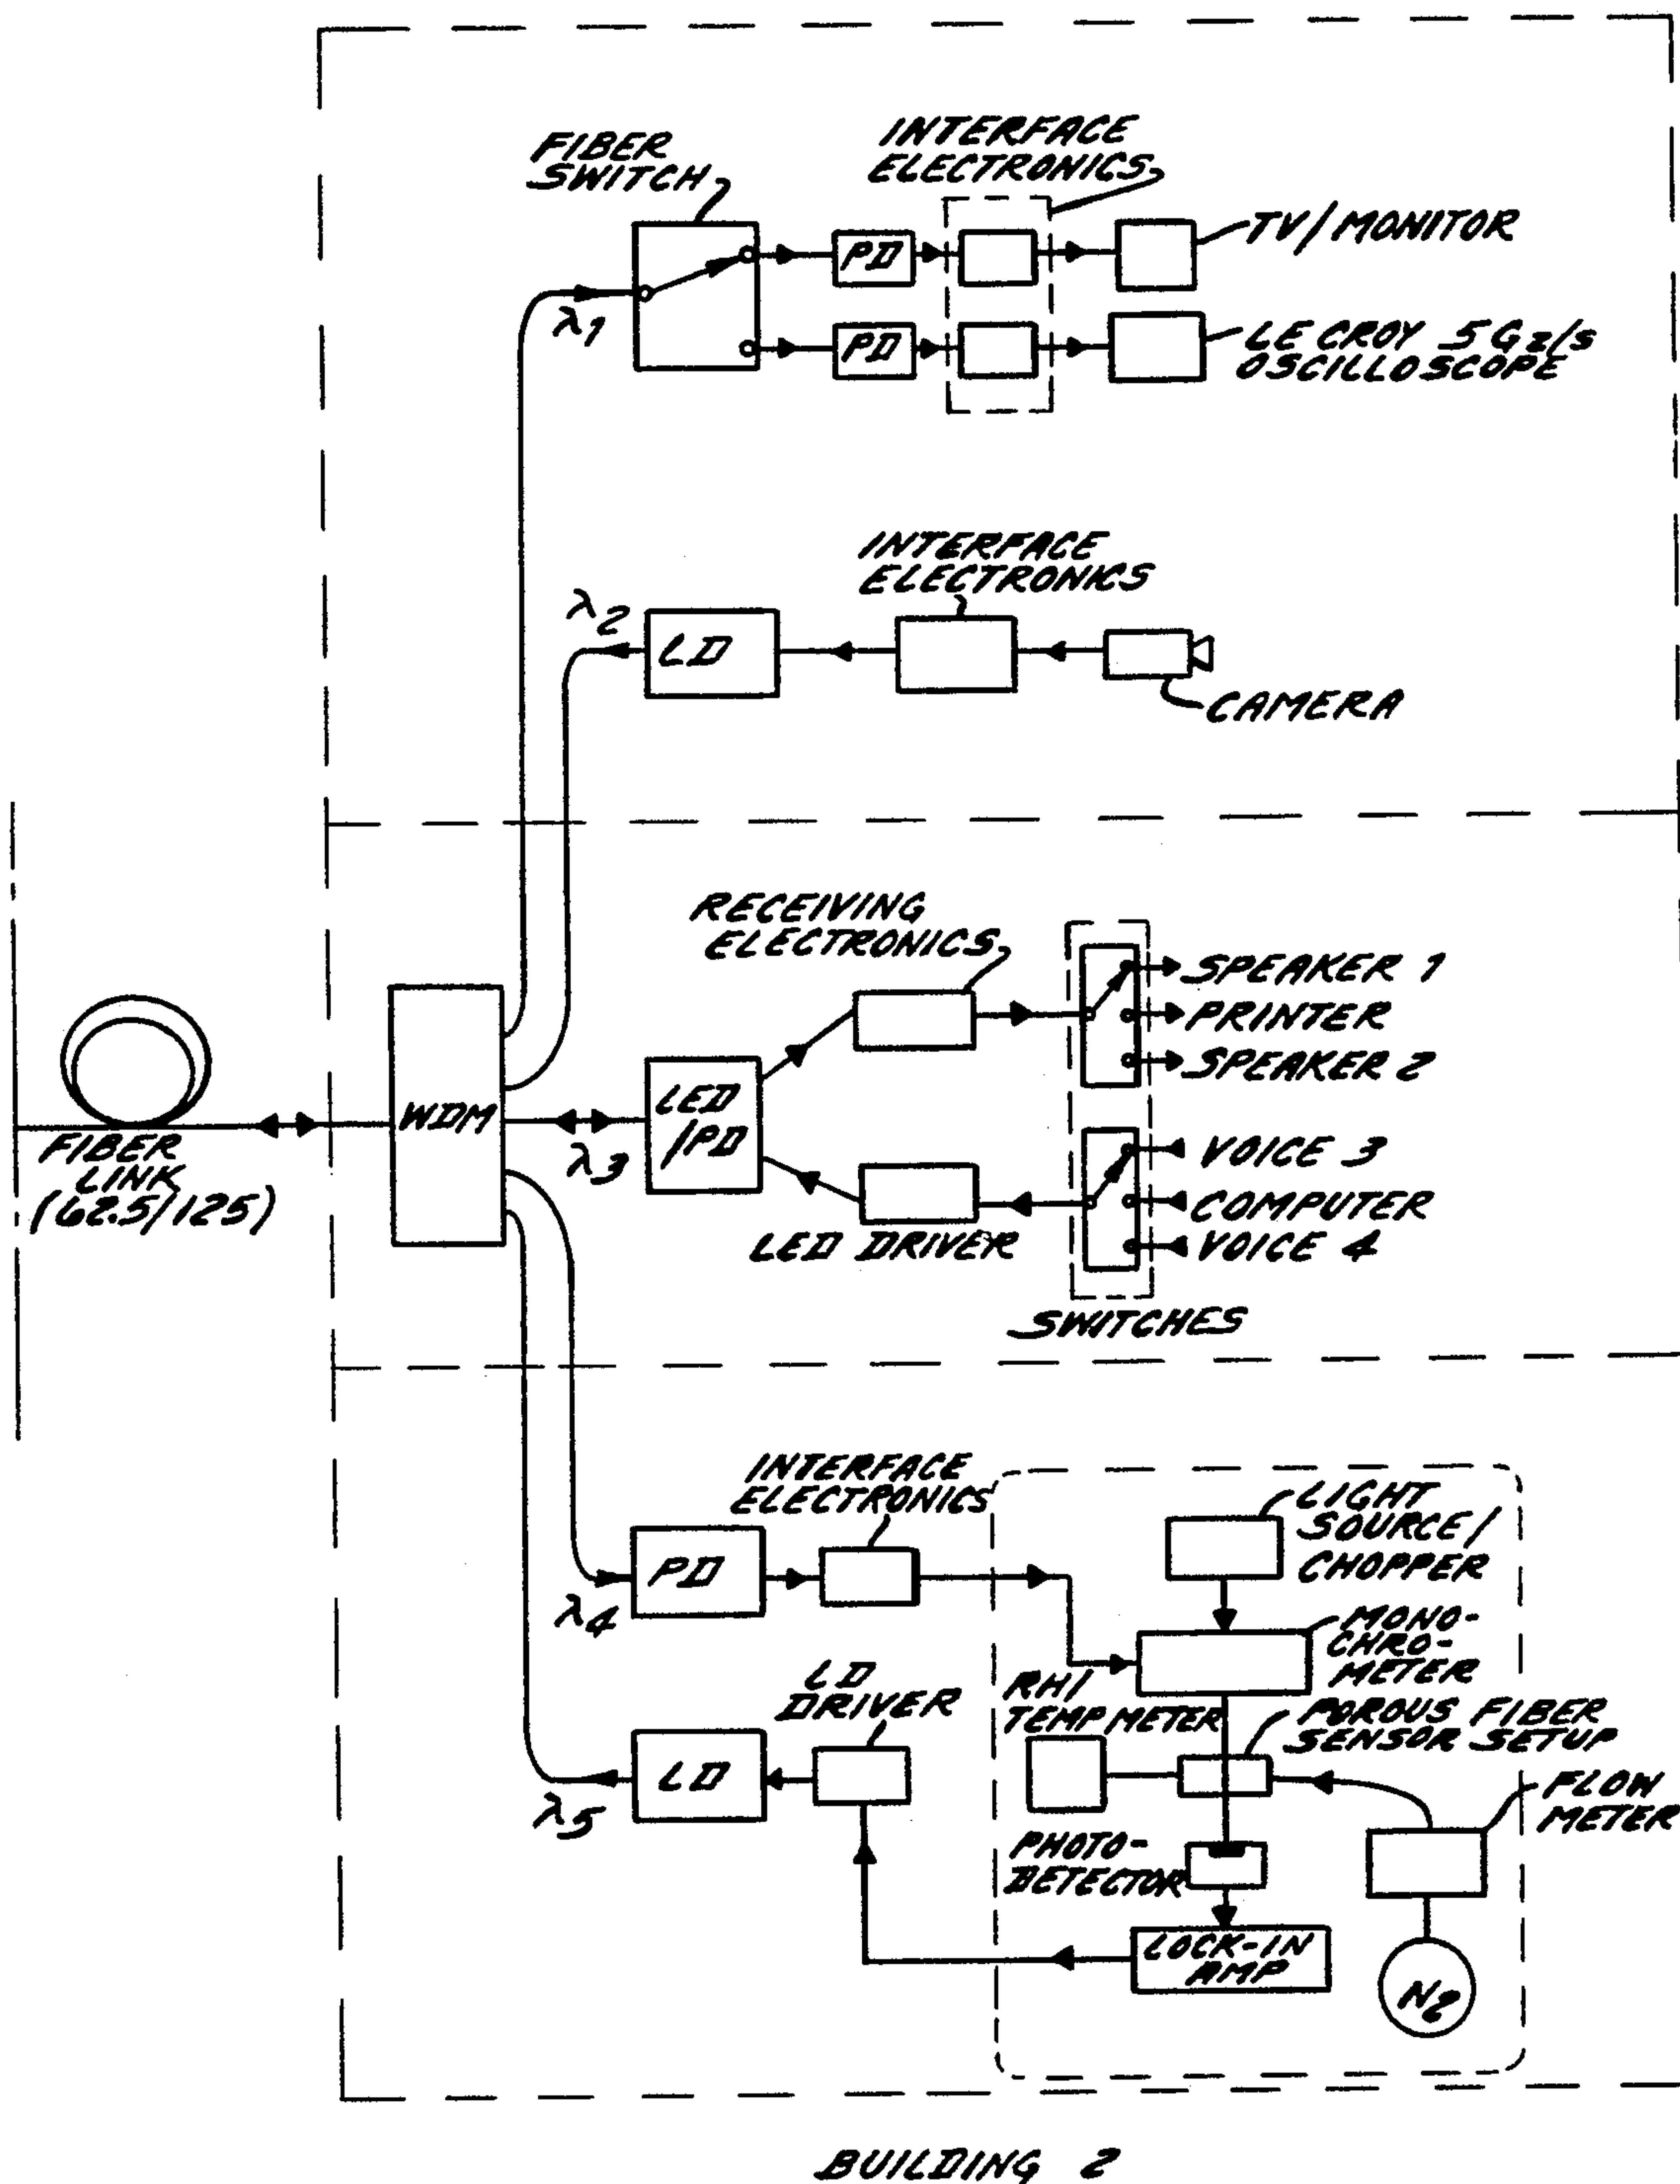 FIBER
SWITCH
INTERFACE
ELECTRONICS
PD
TV/MONITOR
λ1
PD
LE CROY 5Gz/s
OSCILLOSCOPE
INTERFACE
ELECTRONICS
λ2
LD
CAMERA
RECEIVING
ELECTRONICS
SPEAKER 1
PRINTER
SPEAKER 2
WDM
LED
/PD
λ3
FIBER
LINK
(62.5/125)
VOICE 3
COMPUTER
VOICE 4
LED DRIVER
SWITCHES
INTERFACE
ELECTRONICS
LIGHT
SOURCE/
CHOPPER
PD
λ4
MONO-
CHRO-
METER
LD
DRIVER
RH/
TEMP METER
POROUS FIBER
SENSOR SETUP
LD
λ5
FLOW
METER
PHOTO-
DETECTOR
LOCK-IN
AMP
N2
BUILDING 2